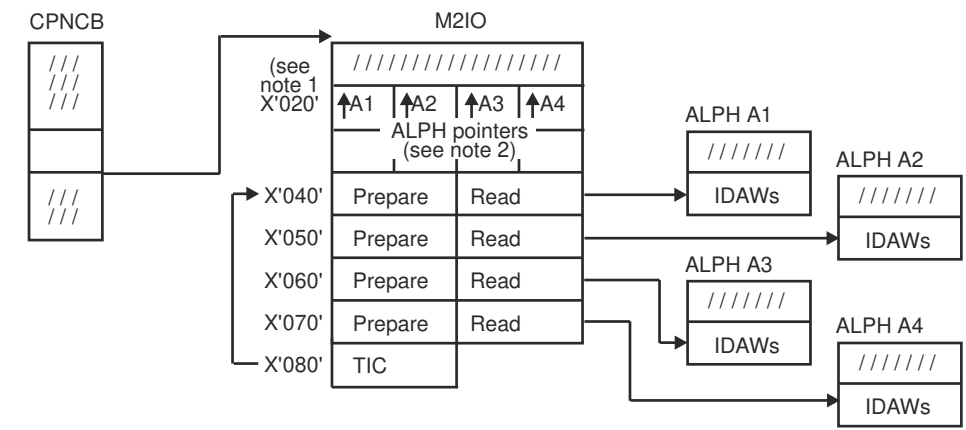 CPNCB
M2IO
/ / /
/ / /
/ / /
(see
note 1
X'020'
/ / / / / / / / / / / / / / / / / /
A1 A2 A3 A4
ALPH pointers
(see note 2)
ALPH A1
/ / / / / / /
IDAWs
ALPH A2
/ / / / / / /
IDAWs
/ / /
/ / /
X'040' Prepare Read
X'050' Prepare Read
X'060' Prepare Read
X'070' Prepare Read
X'080' TIC
ALPH A3
/ / / / / / /
IDAWs
ALPH A4
/ / / / / / /
IDAWs